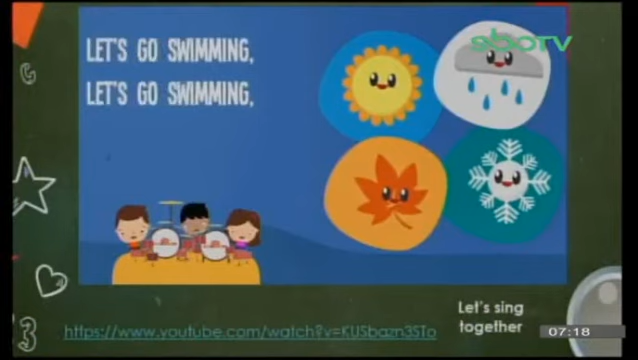 sboTV
LET'S GO SWIMMING,
LET'S GO SWIMMING,
Let's sing
together
https://www.youtube.com/watch?v=KUSbazn3STo
07:18